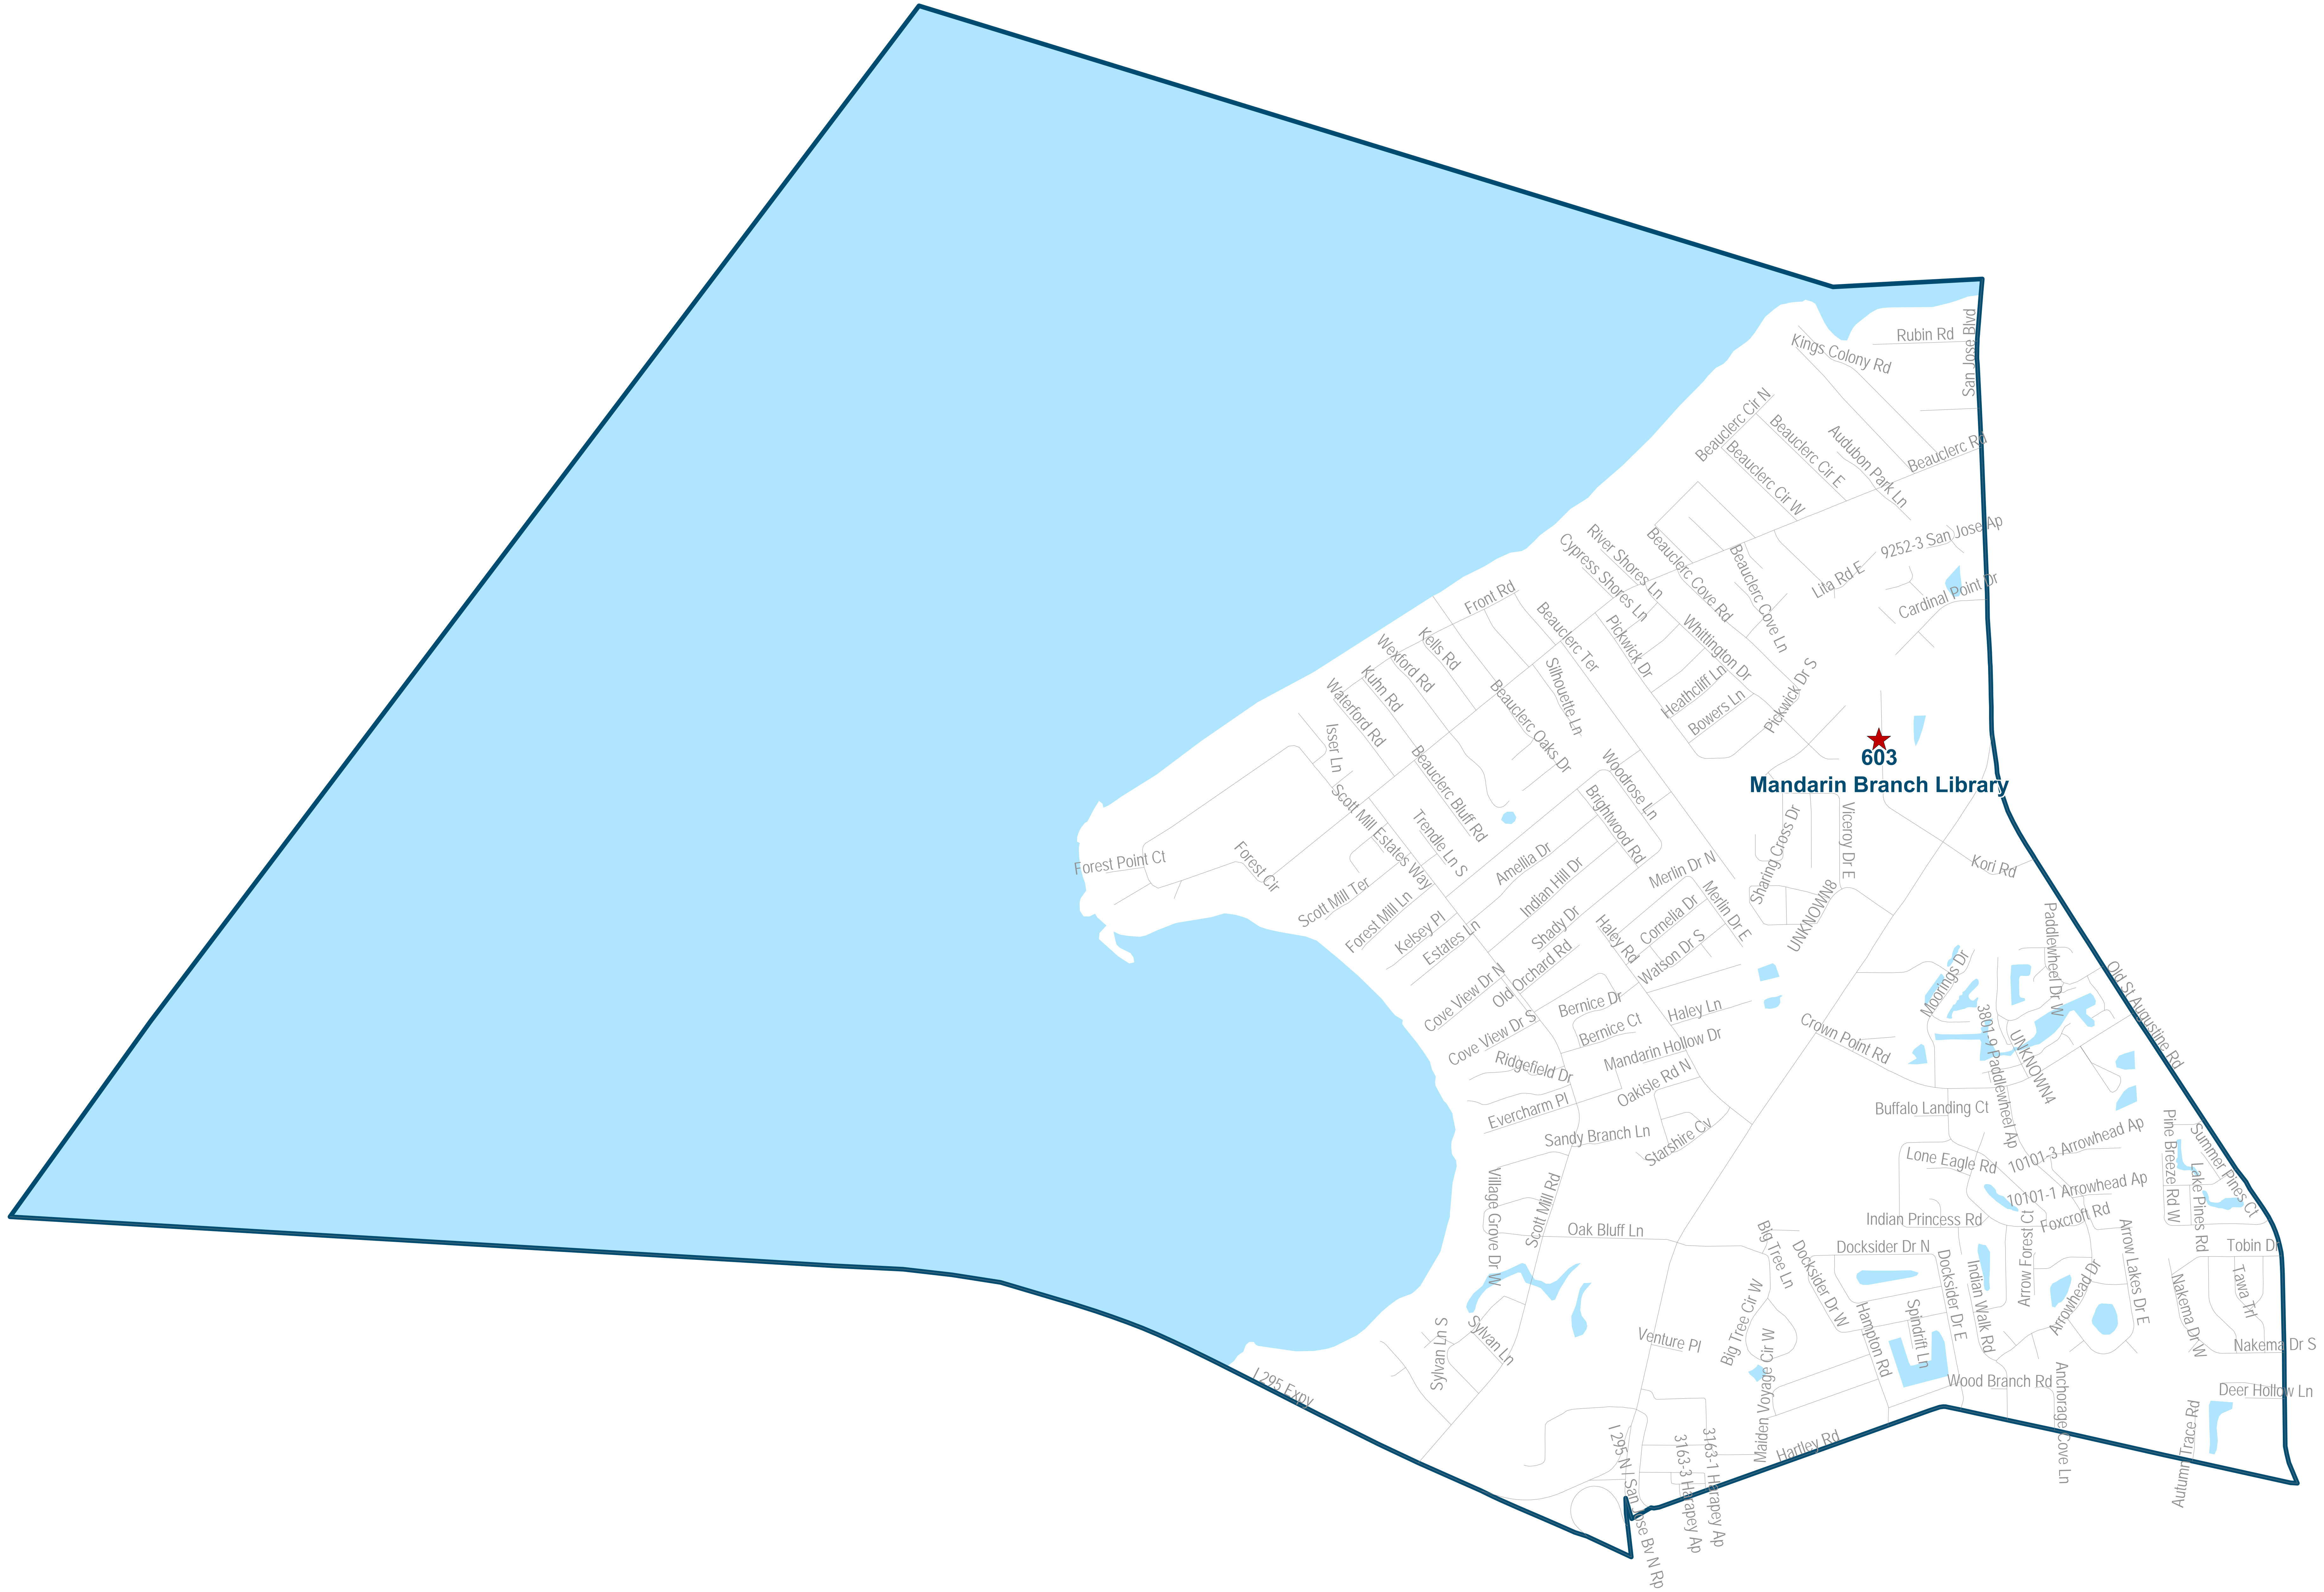 San Jose Blvd
Rubin Rd
Kings Colony Rd
Beauclerc Cir N
Beauclerc Cir E
Audubon Park Ln
Beauclerc Rd
Beauclerc Cir W
9252-3 San Jose Ap
River Shores Ln
Cypress Shores Ln
Beauclerc Cove Rd
Beauclerc Cove Ln
Lita Rd E
Cardinal Point Dr
Front Rd
Beauclerc Ter
Pickwick Dr
Whittington Dr
Kells Rd
Wexford Rd
Kuhn Rd
Waterford Rd
Silhouette Ln
Heathcliff Ln
Bowers Ln
Pickwick Dr S
Beauclerc Oaks Dr
Isser Ln
Beauclerc Bluff Rd
Woodrose Ln
603
Mandarin Branch Library
Scott Mill Estates Way
Trendle Ln S
Brightwood Rd
Sharing Cross Dr
Viceroy Dr E
Forest Point Ct
Forest Cir
Amellia Dr
Indian Hill Dr
Merlin Dr N
Kori Rd
Scott Mill Ter
Forest Mill Ln
Kelsey Pl
Estates Ln
Shady Dr
Haley Rd
Cornelia Dr
Merlin Dr E
UNKNOWN8
Old Orchard Rd
Watson Dr S
Paddlewheel Dr W
Moorings Dr
Old St Augustine Rd
Cove View Dr N
Bernice Dr
Haley Ln
Cove View Dr S
Bernice Ct
Crown Point Rd
3801-9 Paddlewheel Ap
UNKNOWN4
Ridgefield Dr
Mandarin Hollow Dr
Oakisle Rd N
Evercharm Pl
Buffalo Landing Ct
Sandy Branch Ln
Starshire Cv
Lone Eagle Rd
10101-3 Arrowhead Ap
Pine Breeze Rd W
Summer Pines Ct
Lake Pines Rd
10101-1 Arrowhead Ap
Village Grove Dr W
Scott Mill Rd
Oak Bluff Ln
Indian Princess Rd
Foxcroft Rd
Arrow Forest Ct
Big Tree Ln
Docksider Dr N
Docksider Dr W
Docksider Dr E
Indian Walk Rd
Arrow Lakes Dr E
Tobin Dr
Arrowhead Dr
Nakema Dr W
Tawa Trl
Big Tree Cir W
Hampton Rd
Spindrift Ln
Sylvan Ln S
Sylvan Ln
Venture Pl
Maiden Voyage Cir W
Nakema Dr S
I 295 Expy
Wood Branch Rd
Anchorage Cove Ln
Deer Hollow Ln
Autumn Trace Rd
Hartley Rd
I 295 N | San Jose Bv N Rp
3163-3 Harapey Ap
3163-1 Harapey Ap